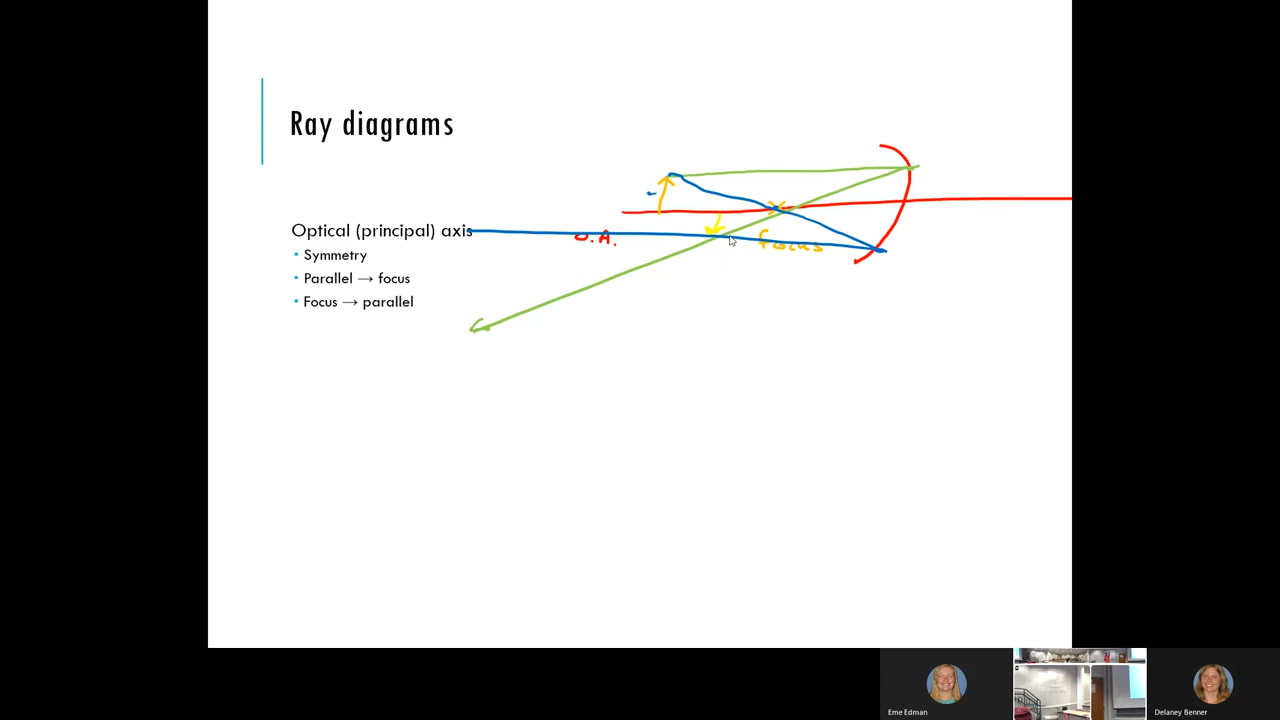 Ray diagrams
Optical (principal) axis
Symmetry
Parallel → focus
Focus → parallel
O.A.
focus
Eme Edman
Delaney Benner